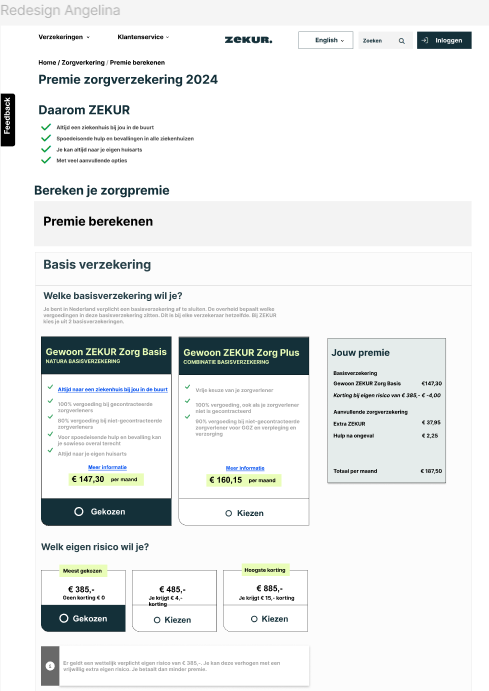 Redesign Angelina
Verzekeringen
Klantenservice
ZEKUR.
English
Zoeken
Inloggen
Home / Zorgverkering / Premie berekenen
Premie zorgverzekering 2024
Feedback
Daarom ZEKUR
Altijd een ziekenhuis bij jou in de buurt
Spoedeisende hulp en bevallingen in alle ziekenhuizen
Je kan altijd naar je eigen huisarts
Met veel aanvullende opties
Bereken je zorgpremie
Premie berekenen
Basis verzekering
Welke basisverzekering wil je?
Je bent in Nederland verplicht een basisverzekering af te sluiten. De overheid bepaalt welke
vergoedingen in deze basisverzekering zitten. Dit is bij elke verzekeraar hetzelfde. Bij ZEKUR
kies je uit 2 basisverzekeringen.
Gewoon ZEKUR Zorg Basis
NATURA BASISVERZEKERING
Altijd naar een ziekenhuis bij jou in de buurt
100% vergoeding bij gecontracteerde
zorgverleners
80% vergoeding bij niet-gecontracteerde
zorgverleners
Voor spoedeisende hulp en bevalling kan
je sowieso overal terecht
Altijd naar je eigen huisarts
Meer informatie
€ 147,30 per maand
Gekozen
Gewoon ZEKUR Zorg Plus
COMBINATIE BASISVERZEKERING
Vrije keuze van je zorgverlener
100% vergoeding, ook als je zorgverlener
niet is gecontracteerd
90% vergoeding bij niet-gecontracteerd
zorgverlener voor GGZ en verpleging en
verzorging
Meer informatie
€ 160,15 per maand
Kiezen
Jouw premie
Basisverzekering
Gewoon ZEKUR Zorg Basis €147,30
Korting bij eigen risico van € 385,- € -4,00
Aanvullende zorgverzekering
Extra ZEKUR € 37,95
Hulp na ongeval € 2,25
Totaal per maand € 187,50
Welk eigen risico wil je?
Meest gekozen
€ 385,-
Geen korting € 0
Gekozen
€ 485,-
Je krijgt € 4,-
korting
Kiezen
Hoogste korting
€ 885,-
Je krijgt € 15,- korting
Kiezen
Er geldt een wettelijk verplicht eigen risico van € 385,-. Je kan deze verhogen met een
vrijwillig extra eigen risico. Je betaalt dan minder premie.